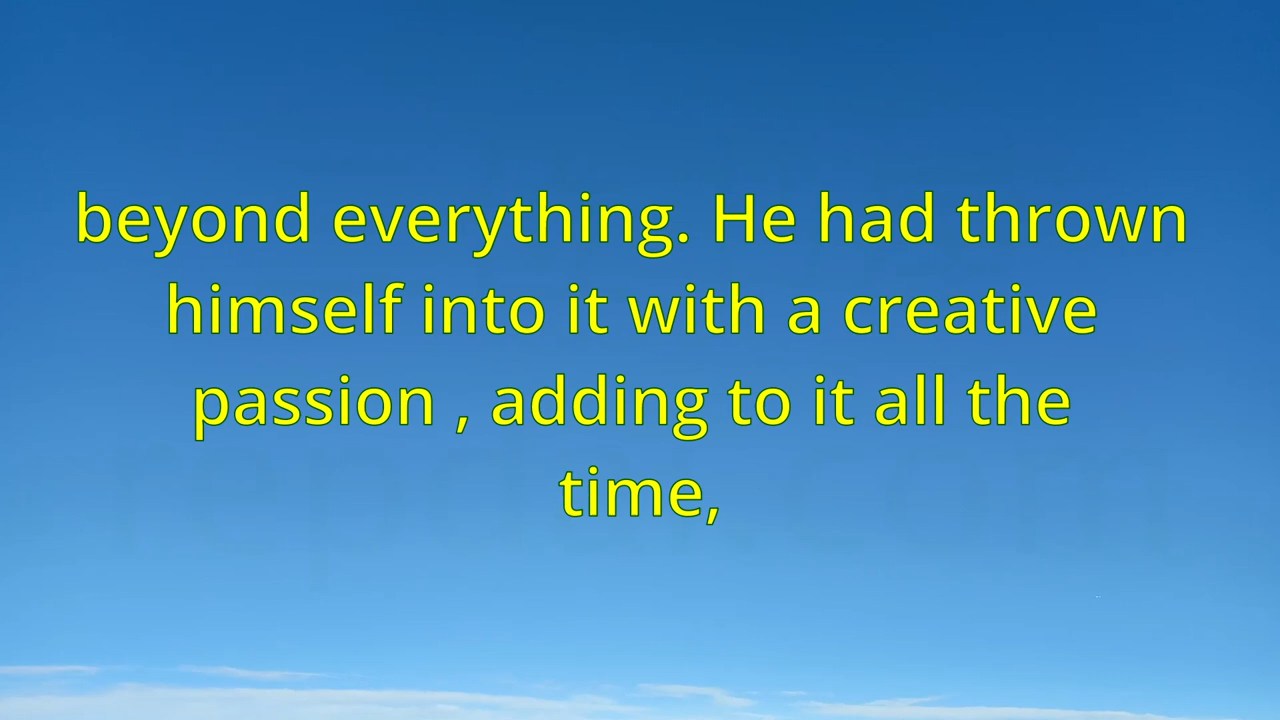 beyond everything. He had thrown
himself into it with a creative
passion , adding to it all the
time,